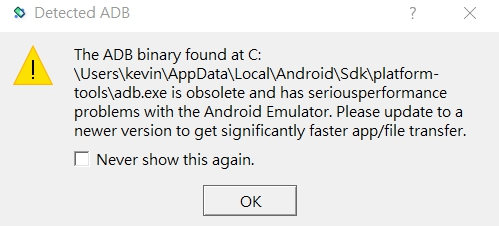 Detected ADB
The ADB binary found at C:
\Users\kevin\AppData\Local\Android\Sdk\platform-
tools\adb.exe is obsolete and has seriousperformance
problems with the Android Emulator. Please update to a
newer version to get significantly faster app/file transfer.
Never show this again.
OK